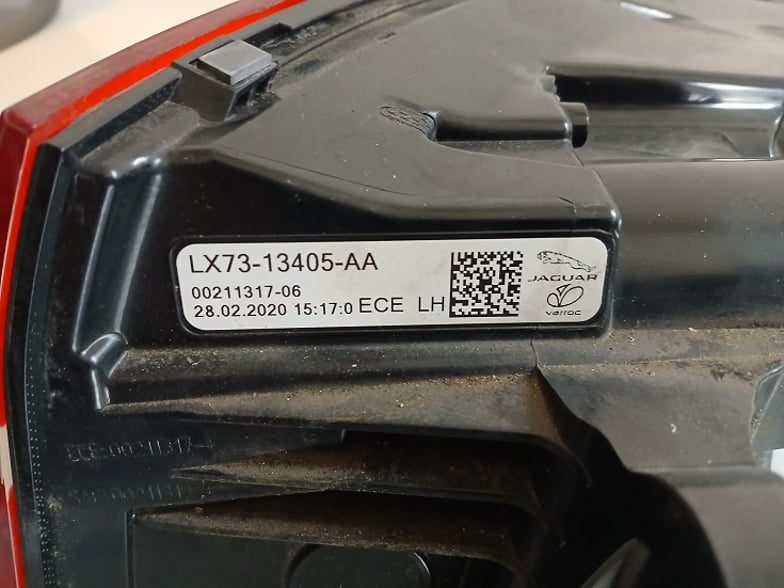 LX73-13405-AA
00211317-06
28.02.2020 15:17:0 ECE LH
JAGUAR
varroc